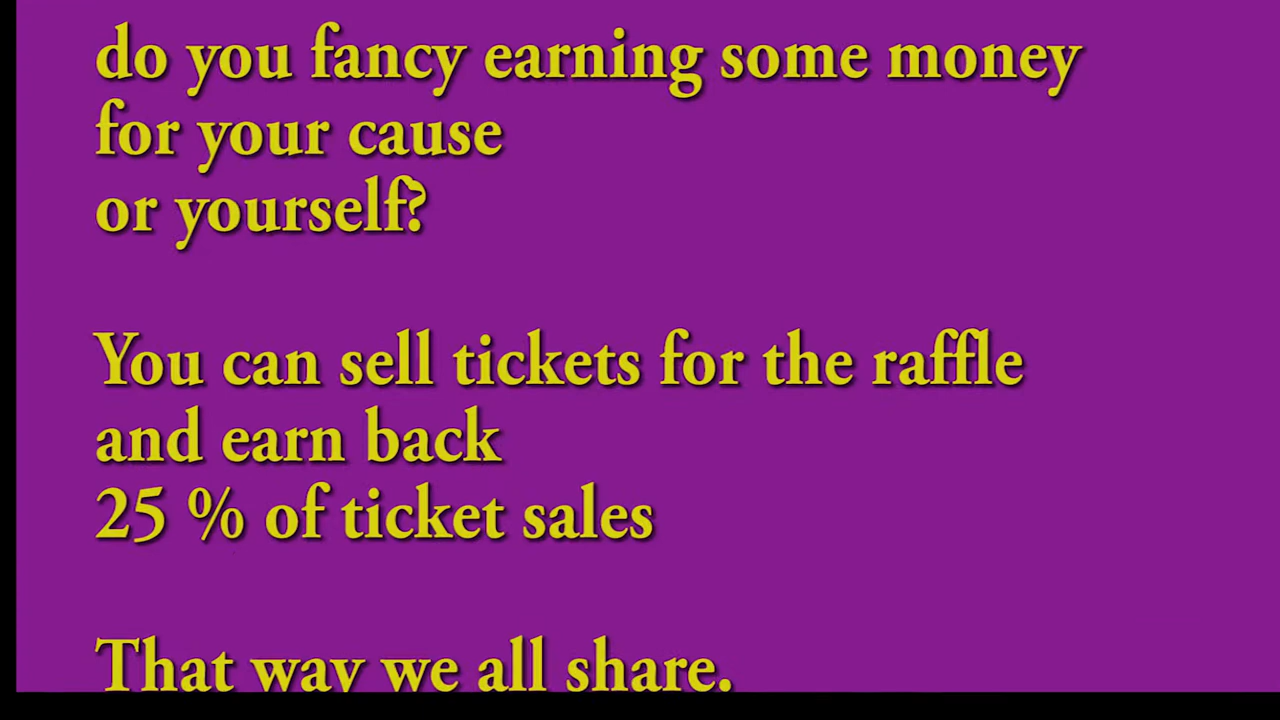 do you fancy earning some money
for your cause
or yourself?
You can sell tickets for the raffle
and earn back
25 % of ticket sales
That way we all share.